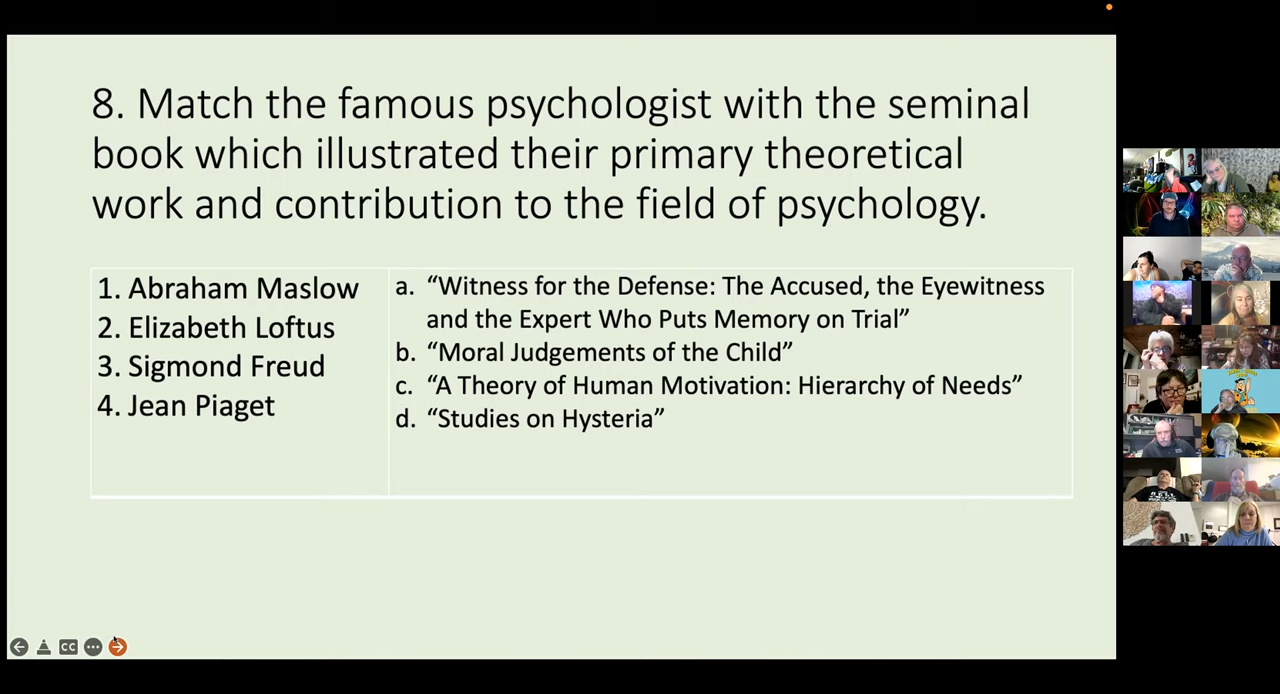 8. Match the famous psychologist with the seminal
book which illustrated their primary theoretical
work and contribution to the field of psychology.
1. Abraham Maslow
2. Elizabeth Loftus
3. Sigmond Freud
4. Jean Piaget
a. “Witness for the Defense: The Accused, the Eyewitness
and the Expert Who Puts Memory on Trial”
b. “Moral Judgements of the Child”
c. “A Theory of Human Motivation: Hierarchy of Needs”
d. “Studies on Hysteria”
CC